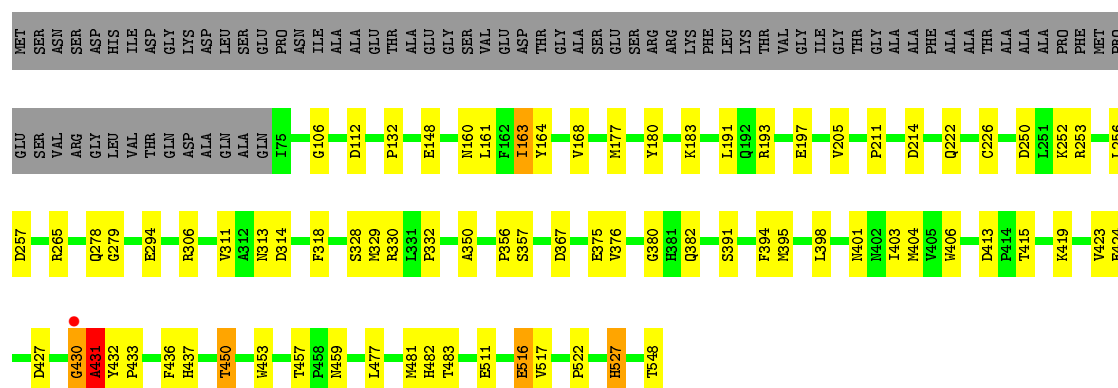 MET SER ASN SER ASP HIS ILE ASP GLY LYS ASP LEU SER GLU PRO ASN ILE ALA ALA GLU THR ALA GLU GLY SER VAL GLU ASP THR GLY ALA SER GLU SER ARG ARG LYS PHE LEU LYS THR VAL GLY ILE GLY THR GLY ALA ALA PHE ALA ALA THR ALA ALA ALA PRO PHE MET PRO
GLU SER VAL ARG GLY LEU VAL THR GLN ASP ALA GLN ALA GLN I75 G106 D112 P132 E148 N160 L161 F162 I163 Y164 V168 M177 Y180 K183 L191 Q192 R193 E197 V205 P211 D214 Q222 C226 D250 L251 K252 R253 L256
D257 R265 Q278 G279 E294 R306 V311 A312 N313 D314 F318 S328 M329 R330 L331 P332 A350 P356 S357 D367 E375 V376 G380 H381 Q382 S391 F394 M395 L398 N401 N402 I403 M404 V405 W406 D413 P414 T415 K419 V423 E424
D427 G430 A431 Y432 P433 F436 H437 T450 W453 T457 P458 N459 L477 M481 H482 T483 E511 E516 V517 P522 H527 T548